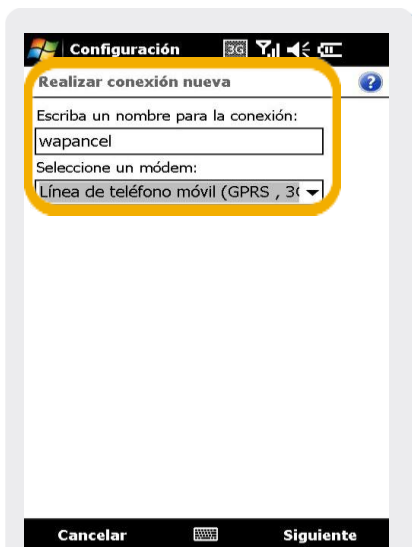 Configuración 3G
Realizar conexión nueva ?
Escriba un nombre para la conexión:
wapancel
Seleccione un módem:
Línea de teléfono móvil (GPRS , 3G
Cancelar Siguiente